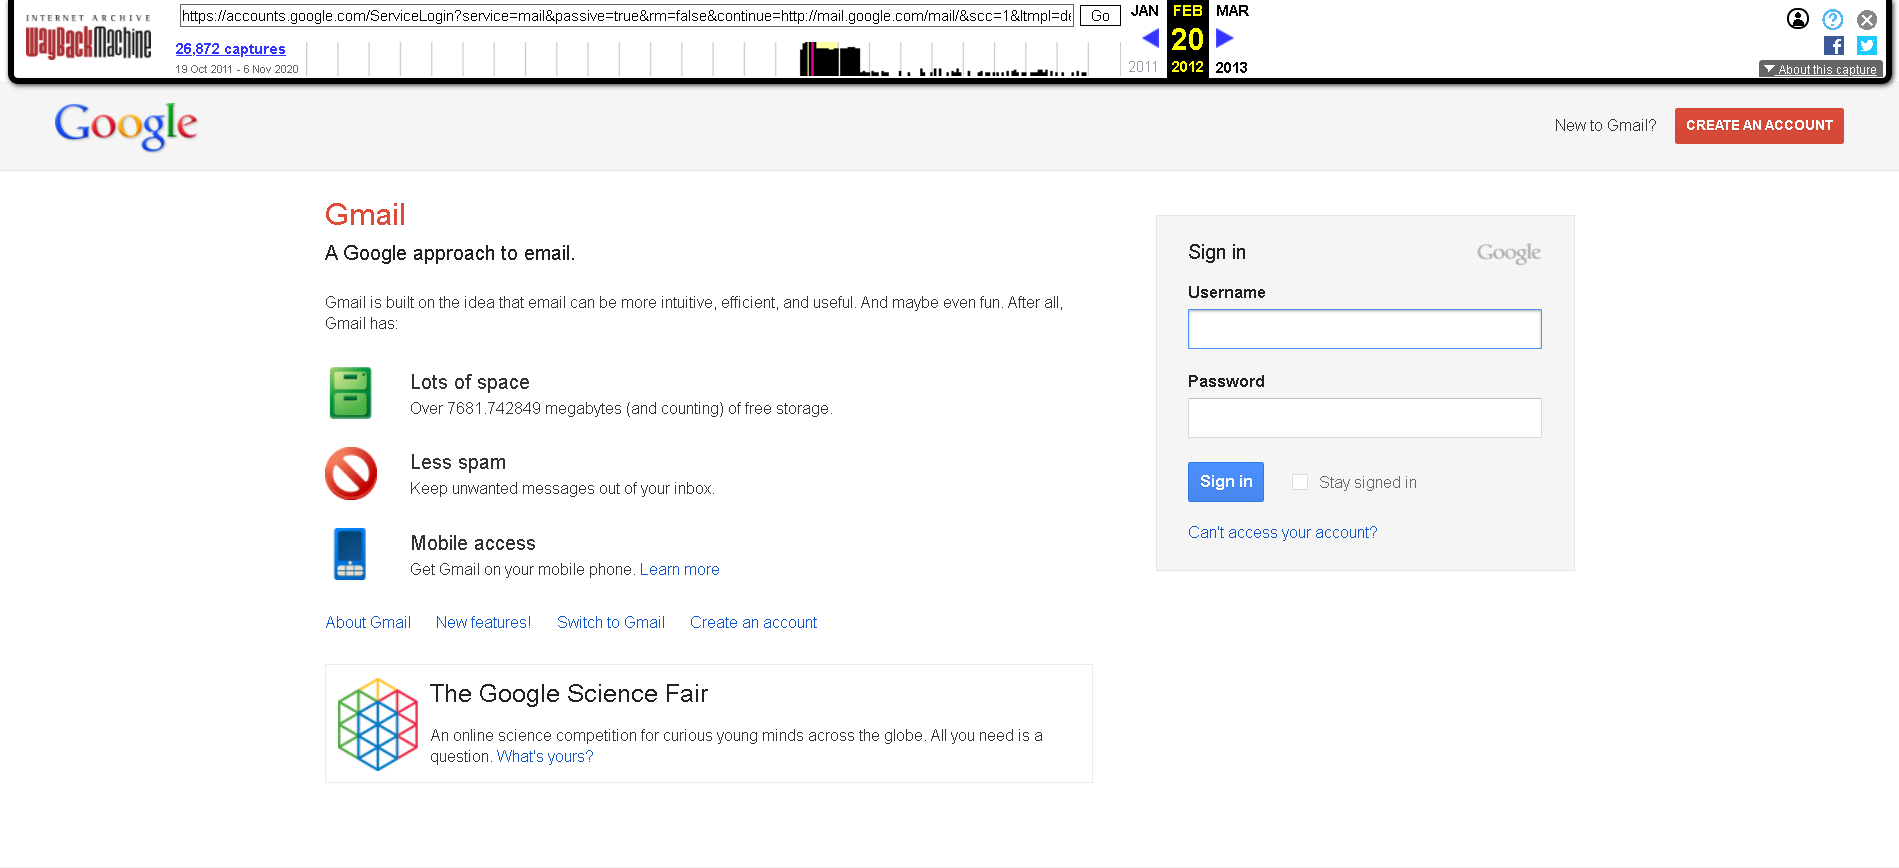 INTERNET ARCHIVE
WayBackMachine
https://accounts.google.com/ServiceLogin?service=mail&passive=true&rm=false&continue=http://mail.google.com/mail/&scc=1&ltmpl=de
Go
JAN FEB MAR
26,872 captures
20
19 Oct 2011 - 6 Nov 2020
2011 2012 2013
About this capture
Google
New to Gmail? CREATE AN ACCOUNT
Gmail
A Google approach to email.
Gmail is built on the idea that email can be more intuitive, efficient, and useful. And maybe even fun. After all,
Gmail has:
Lots of space
Over 7681.742849 megabytes (and counting) of free storage.
Less spam
Keep unwanted messages out of your inbox.
Mobile access
Get Gmail on your mobile phone. Learn more
About Gmail New features! Switch to Gmail Create an account
The Google Science Fair
An online science competition for curious young minds across the globe. All you need is a
question. What's yours?
Sign in Google
Username
Password
Sign in Stay signed in
Can't access your account?